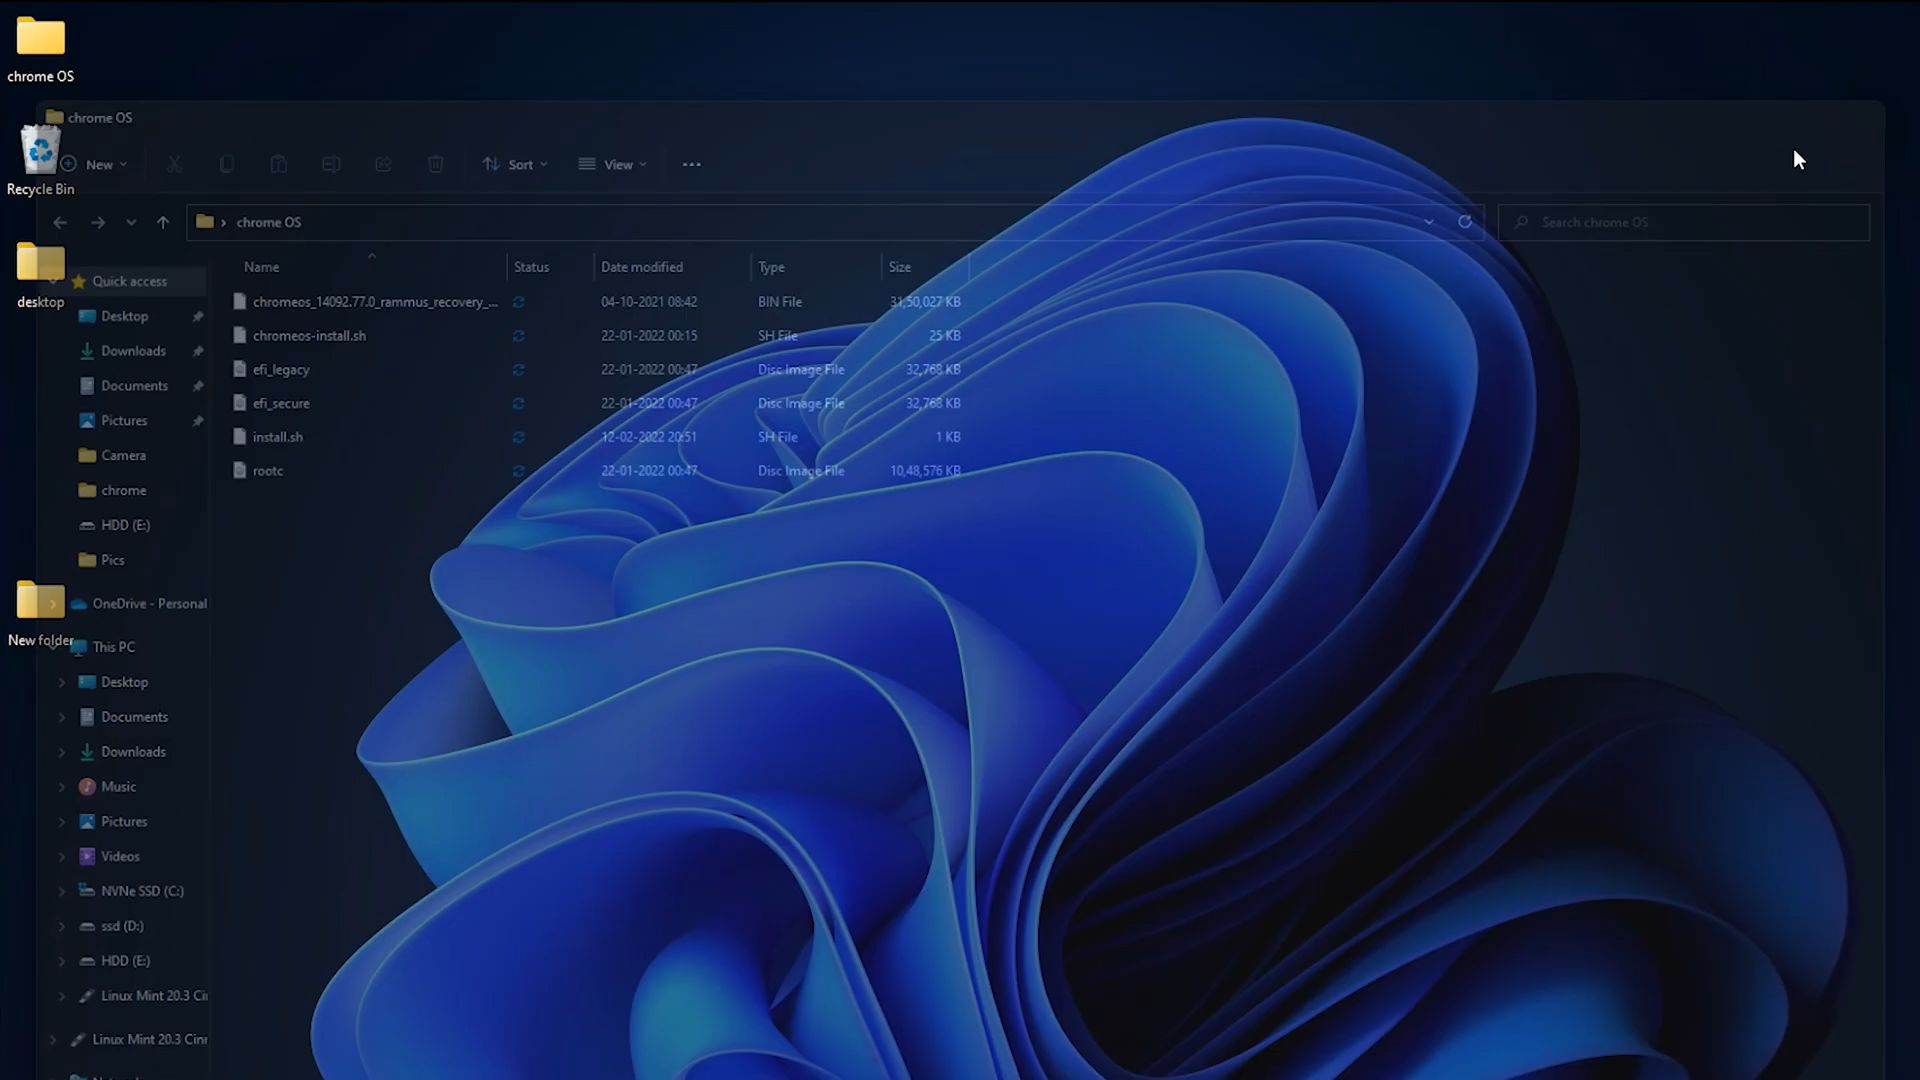 chrome OS
chrome OS
New
Sort
View
Recycle Bin
chrome OS
Search chrome OS
Name
Status
Date modified
Type
Size
Quick access
desktop
chromeos_14092.77.0_rammus_recovery_... 04-10-2021 08:42 BIN File 31,50,027 KB
Desktop
chromeos-install.sh 22-01-2022 00:15 SH File 25 KB
Downloads
efi_legacy 22-01-2022 00:47 Disc Image File 32,768 KB
Documents
efi_secure 22-01-2022 00:47 Disc Image File 32,768 KB
Pictures
install.sh 12-02-2022 20:51 SH File 1 KB
Camera
rootc 22-01-2022 00:47 Disc Image File 10,48,576 KB
chrome
HDD (E:)
Pics
OneDrive - Personal
New folder
This PC
Desktop
Documents
Downloads
Music
Pictures
Videos
NVNe SSD (C:)
ssd (D:)
HDD (E:)
Linux Mint 20.3 Ci
Linux Mint 20.3 Cinr